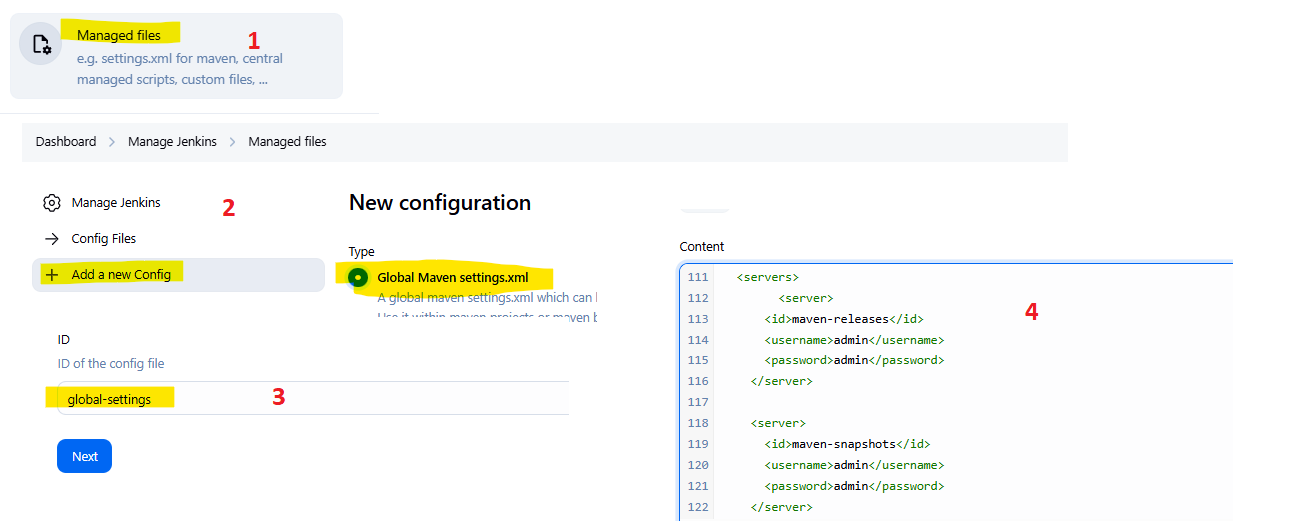 Managed files
1
e.g. settings.xml for maven, central
managed scripts, custom files, ...
Dashboard > Manage Jenkins > Managed files
Manage Jenkins
2
Config Files
+ Add a new Config
New configuration
Type
Global Maven settings.xml
A global maven settings.xml which can
Use it within maven projects or maven
ID
ID of the config file
global-settings
3
Next
Content
4
111 <servers>
112 <server>
113 <id>maven-releases</id>
114 <username>admin</username>
115 <password>admin</password>
116 </server>
117
118 <server>
119 <id>maven-snapshots</id>
120 <username>admin</username>
121 <password>admin</password>
122 </server>